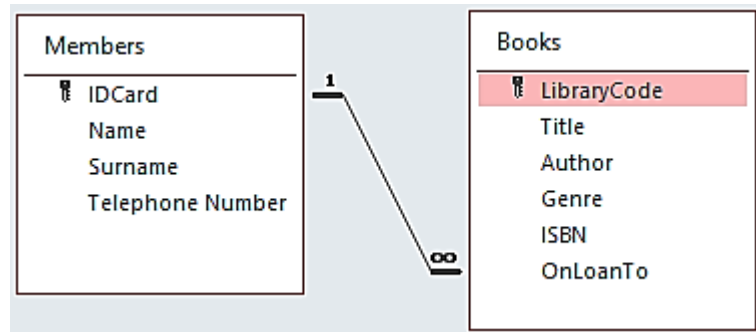 Members
IDCard
Name
Surname
Telephone Number
1
∞
Books
LibraryCode
Title
Author
Genre
ISBN
OnLoanTo